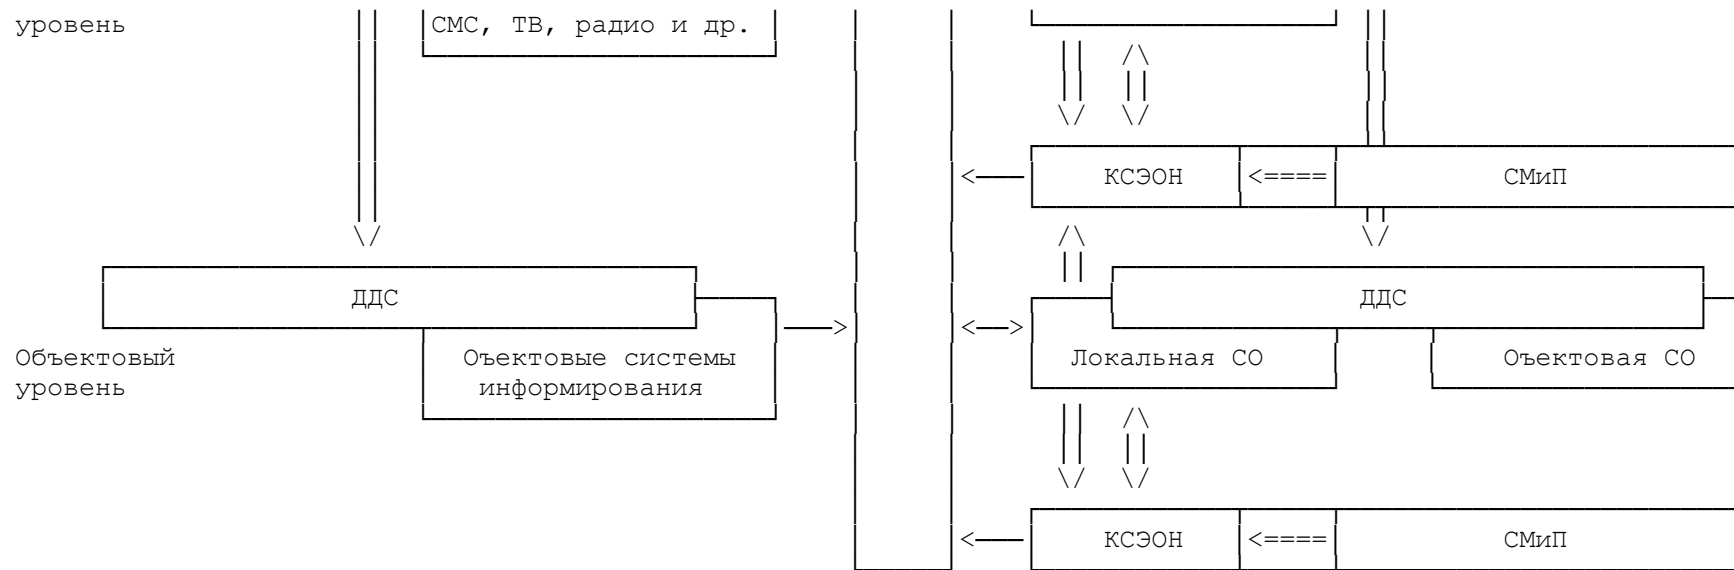 уровень
СМС, ТВ, радио и др.
КСЭОН <==== СМиП
ДДС ДДС
Объектовый Оъектовые системы Локальная СО Оъектовая СО
уровень информирования
КСЭОН <==== СМиП